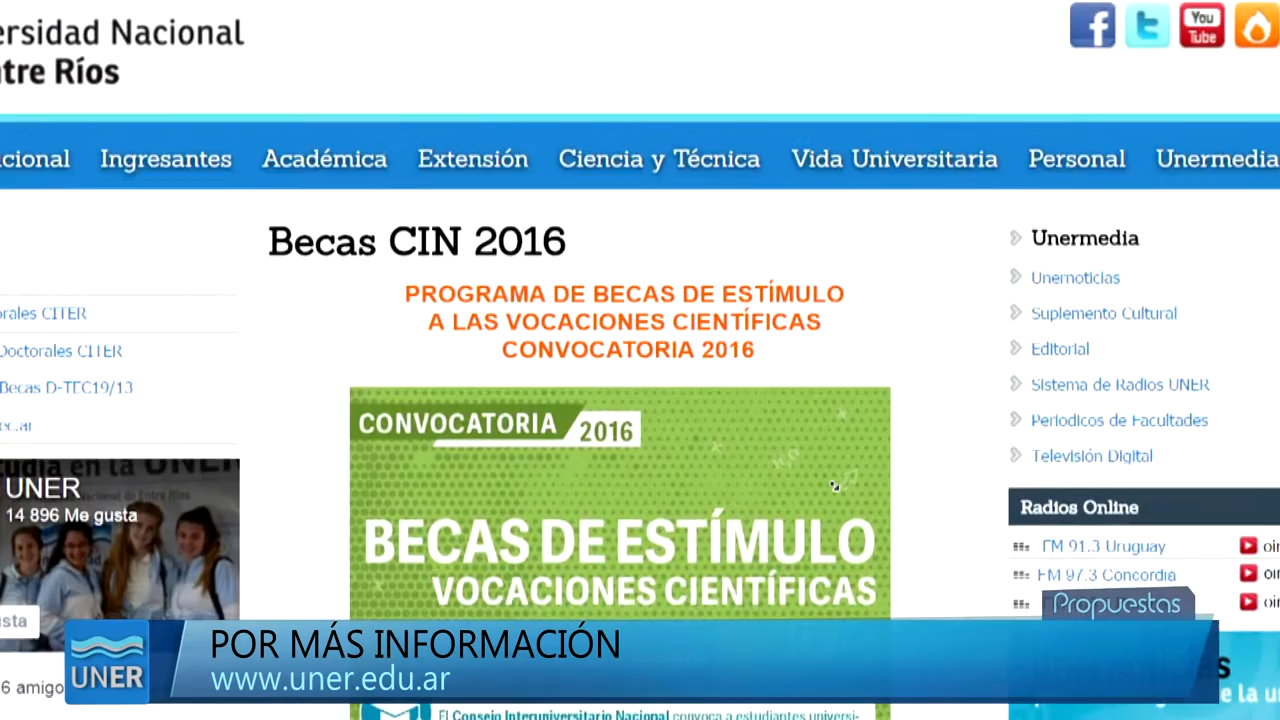 ersidad Nacional
ntre Ríos
You
Tube
cional
Ingresantes
Académica
Extensión
Ciencia y Técnica
Vida Universitaria
Personal
Unermedia
Becas CIN 2016
PROGRAMA DE BECAS DE ESTÍMULO
A LAS VOCACIONES CIENTÍFICAS
CONVOCATORIA 2016
orales CITER
Doctorales CITER
Becas D-TEC19/13
ec.ar
UNER
14 896 Me gusta
usta
6 amigo
CONVOCATORIA 2016
BECAS DE ESTÍMULO
VOCACIONES CIENTÍFICAS
El Consejo Interuniversitario Nacional convoca a estudiantes universi-
Unermedia
Unernoticias
Suplemento Cultural
Editorial
Sistema de Radios UNER
Periodicos de Facultades
Televisión Digital
Radios Online
FM 91.3 Uruguay
FM 97.3 Concordia
Propuestas
UNER
POR MÁS INFORMACIÓN
www.uner.edu.ar
e la u